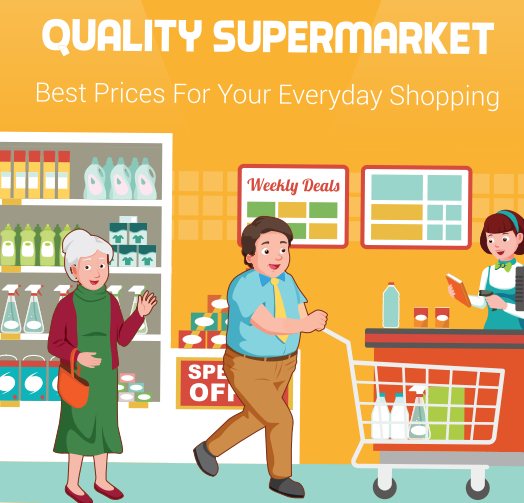 QUALITY SUPERMARKET
Best Prices For Your Everyday Shopping
Weekly Deals